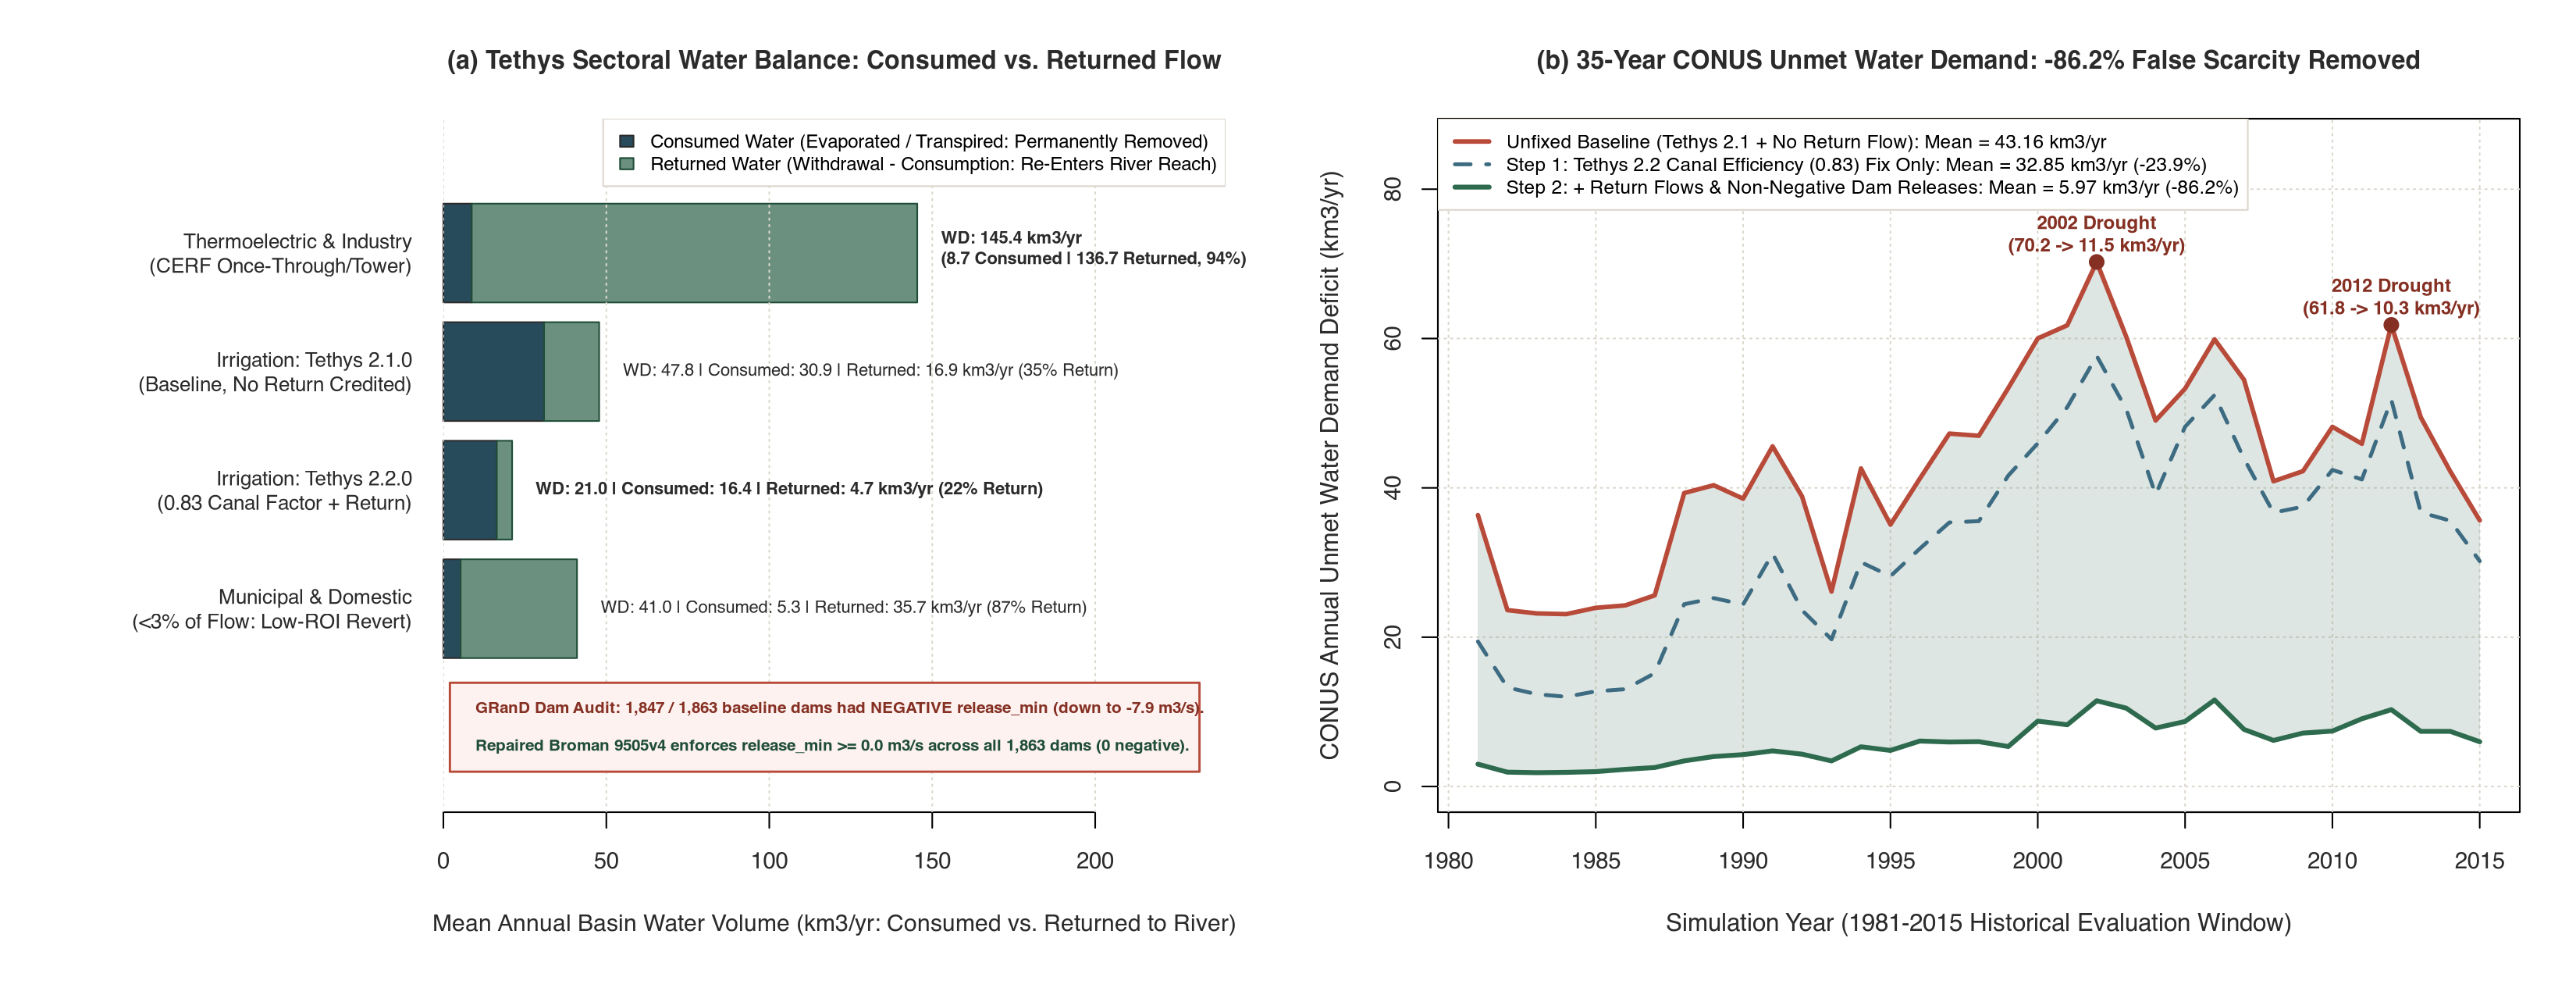 (a) Tethys Sectoral Water Balance: Consumed vs. Returned Flow
Consumed Water (Evaporated / Transpired: Permanently Removed)
Returned Water (Withdrawal - Consumption: Re-Enters River Reach)
Thermoelectric & Industry
(CERF Once-Through/Tower)
WD: 145.4 km3/yr
(8.7 Consumed | 136.7 Returned, 94%)
Irrigation: Tethys 2.1.0
(Baseline, No Return Credited)
WD: 47.8 | Consumed: 30.9 | Returned: 16.9 km3/yr (35% Return)
Irrigation: Tethys 2.2.0
(0.83 Canal Factor + Return)
WD: 21.0 | Consumed: 16.4 | Returned: 4.7 km3/yr (22% Return)
Municipal & Domestic
(<3% of Flow: Low-ROI Revert)
WD: 41.0 | Consumed: 5.3 | Returned: 35.7 km3/yr (87% Return)
GRanD Dam Audit: 1,847 / 1,863 baseline dams had NEGATIVE release_min (down to -7.9 m3/s).
Repaired Broman 9505v4 enforces release_min >= 0.0 m3/s across all 1,863 dams (0 negative).
0 50 100 150 200
Mean Annual Basin Water Volume (km3/yr: Consumed vs. Returned to River)
(b) 35-Year CONUS Unmet Water Demand: -86.2% False Scarcity Removed
Unfixed Baseline (Tethys 2.1 + No Return Flow): Mean = 43.16 km3/yr
Step 1: Tethys 2.2 Canal Efficiency (0.83) Fix Only: Mean = 32.85 km3/yr (-23.9%)
Step 2: + Return Flows & Non-Negative Dam Releases: Mean = 5.97 km3/yr (-86.2%)
2002 Drought
(70.2 -> 11.5 km3/yr)
2012 Drought
(61.8 -> 10.3 km3/yr)
CONUS Annual Unmet Water Demand Deficit (km3/yr)
80
60
40
20
0
1980 1985 1990 1995 2000 2005 2010 2015
Simulation Year (1981-2015 Historical Evaluation Window)